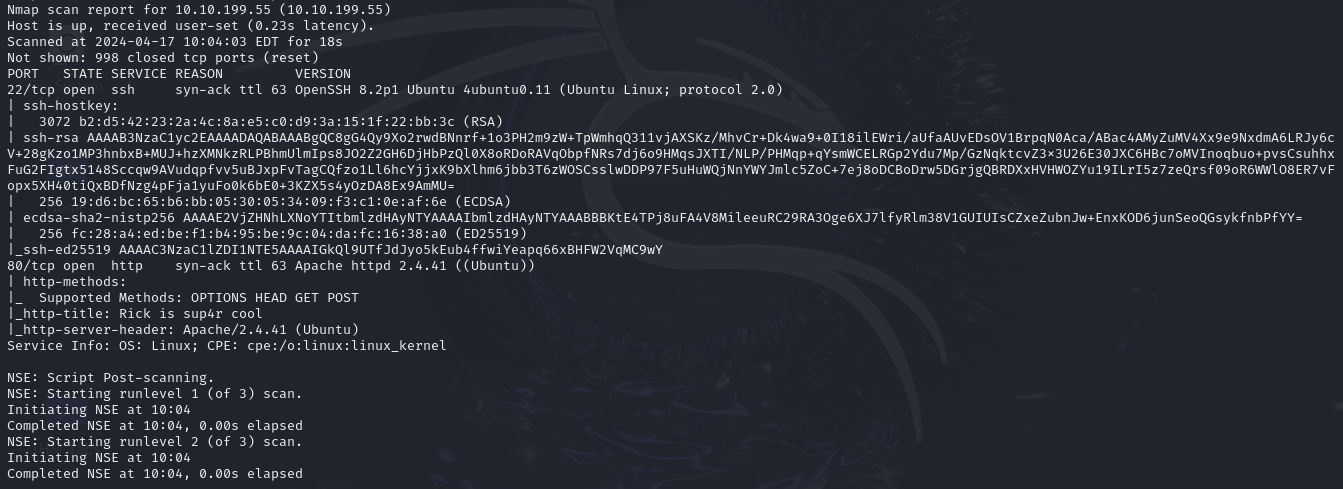 Nmap scan report for 10.10.199.55 (10.10.199.55)
Host is up, received user-set (0.23s latency).
Scanned at 2024-04-17 10:04:03 EDT for 18s
Not shown: 998 closed tcp ports (reset)
PORT   STATE SERVICE REASON         VERSION
22/tcp open  ssh     syn-ack ttl 63 OpenSSH 8.2p1 Ubuntu 4ubuntu0.11 (Ubuntu Linux; protocol 2.0)
| ssh-hostkey:
|   3072 b2:d5:42:23:2a:4c:8a:e5:c0:d9:3a:15:1f:22:bb:3c (RSA)
| ssh-rsa AAAAB3NzaC1yc2EAAAADAQABAAABgQC8gG4Qy9Xo2rwdBNnrf+1o3PH2m9zW+TpWmhqQ311vjAXSKz/MhvCr+Dk4wa9+0I18ilEWri/aUfaAUvEDsOV1BrpqN0Aca/ABac4AMyZuMV4Xx9e9NxdmA6LRJy6c
V+28gKzo1MP3hnbxB+MUJ+hzXMNkzRLPBhmUlmIps8JO2Z2GH6DjHbPzQl0X8oRDoRAVqObpfNRs7dj6o9HMqsJXTI/NLP/PHMqp+qYsmWCELRGp2Ydu7Mp/GzNqktcvZ3×3U26E30JXC6HBc7oMVInoqbuo+pvsCsuhhx
FuG2FIgtx5148Sccqw9AVudqpfvv5uBJxpFvTagCQfzo1Ll6hcYjjxK9bXlhm6jbb3T6zWOSCsslwDDP97F5uHuWQjNnYWYJmlc5ZoC+7ej8oDCBoDrw5DGrjgQBRDXxHVHWOZYu19ILrI5z7zeQrsf09oR6WWlO8ER7vF
opx5XH40tiQxBDfNzg4pFja1yuFo0k6bE0+3KZX5s4yOzDA8Ex9AmMU=
|   256 19:d6:bc:65:b6:bb:05:30:05:34:09:f3:c1:0e:af:6e (ECDSA)
| ecdsa-sha2-nistp256 AAAAE2VjZHNhLXNoYTItbmlzdHAyNTYAAAAIbmlzdHAyNTYAAABBBKtE4TPj8uFA4V8MileeuRC29RA3Oge6XJ7lfyRlm38V1GUIUIsCZxeZubnJw+EnxKOD6junSeoQGsykfnbPfYY=
|   256 fc:28:a4:ed:be:f1:b4:95:be:9c:04:da:fc:16:38:a0 (ED25519)
|_ssh-ed25519 AAAAC3NzaC1lZDI1NTE5AAAAIGkQl9UTfJdJyo5kEub4ffwiYeapq66xBHFW2VqMC9wY
80/tcp open  http    syn-ack ttl 63 Apache httpd 2.4.41 ((Ubuntu))
| http-methods:
|_  Supported Methods: OPTIONS HEAD GET POST
|_http-title: Rick is sup4r cool
|_http-server-header: Apache/2.4.41 (Ubuntu)
Service Info: OS: Linux; CPE: cpe:/o:linux:linux_kernel

NSE: Script Post-scanning.
NSE: Starting runlevel 1 (of 3) scan.
Initiating NSE at 10:04
Completed NSE at 10:04, 0.00s elapsed
NSE: Starting runlevel 2 (of 3) scan.
Initiating NSE at 10:04
Completed NSE at 10:04, 0.00s elapsed